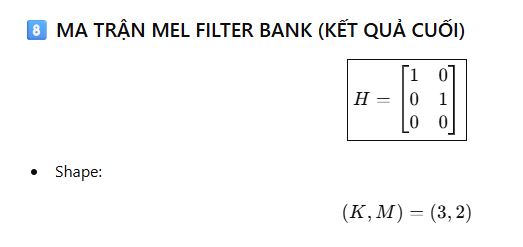 8 MA TRẬN MEL FILTER BANK (KẾT QUẢ CUỐI)
H = [1 0
0 1
0 0]
• Shape:
(K, M) = (3, 2)